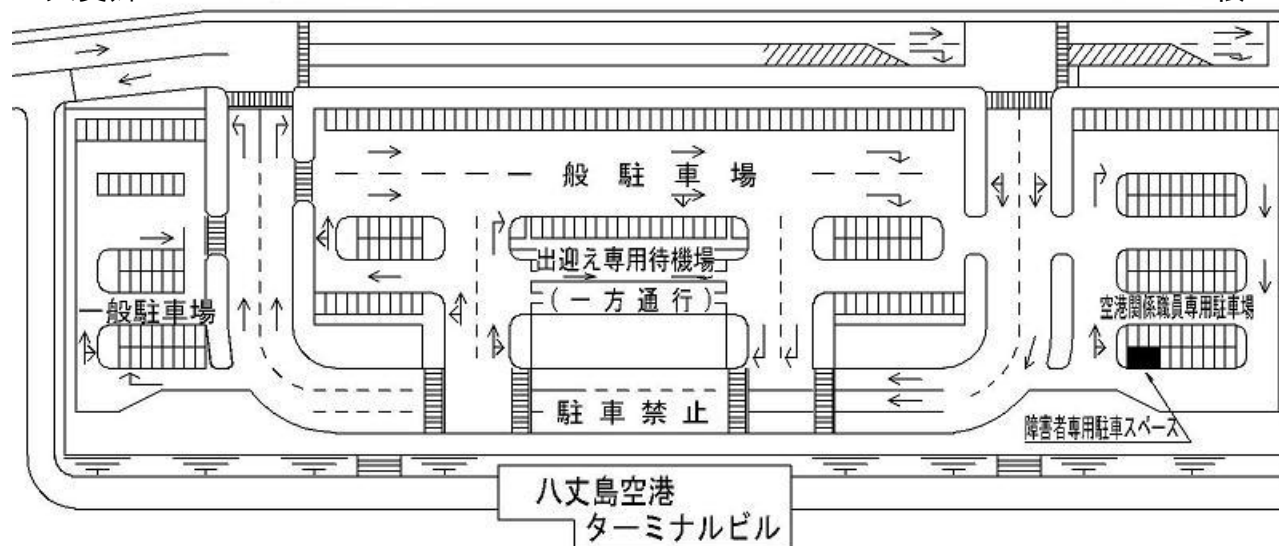 一般駐車場
出迎え専用待機場
(一方通行)
一般駐車場
空港関係職員専用駐車場
駐車禁止
障害者専用駐車スペース
八丈島空港
ターミナルビル